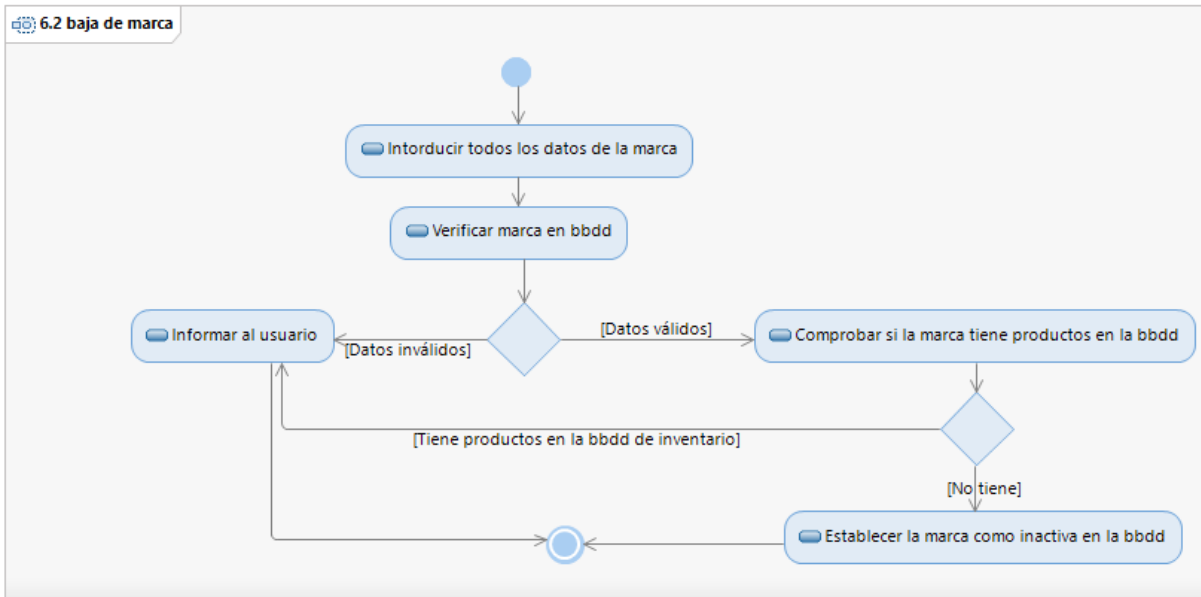 6.2 baja de marca
Intorducir todos los datos de la marca
Verificar marca en bbdd
[Datos válidos]
Informar al usuario
[Datos inválidos]
Comprobar si la marca tiene productos en la bbdd
[Tiene productos en la bbdd de inventario]
[No tiene]
Establecer la marca como inactiva en la bbdd